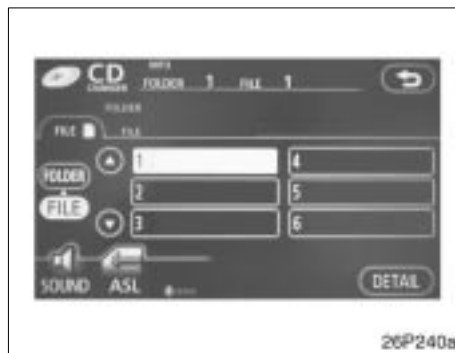 CD MP3
CHANGER FOLDER 1 FILE 1
FOLDER
FILE FILE
1 4
FOLDER 2 5
FILE
3 6
SOUND ASL DETAIL
26P240a